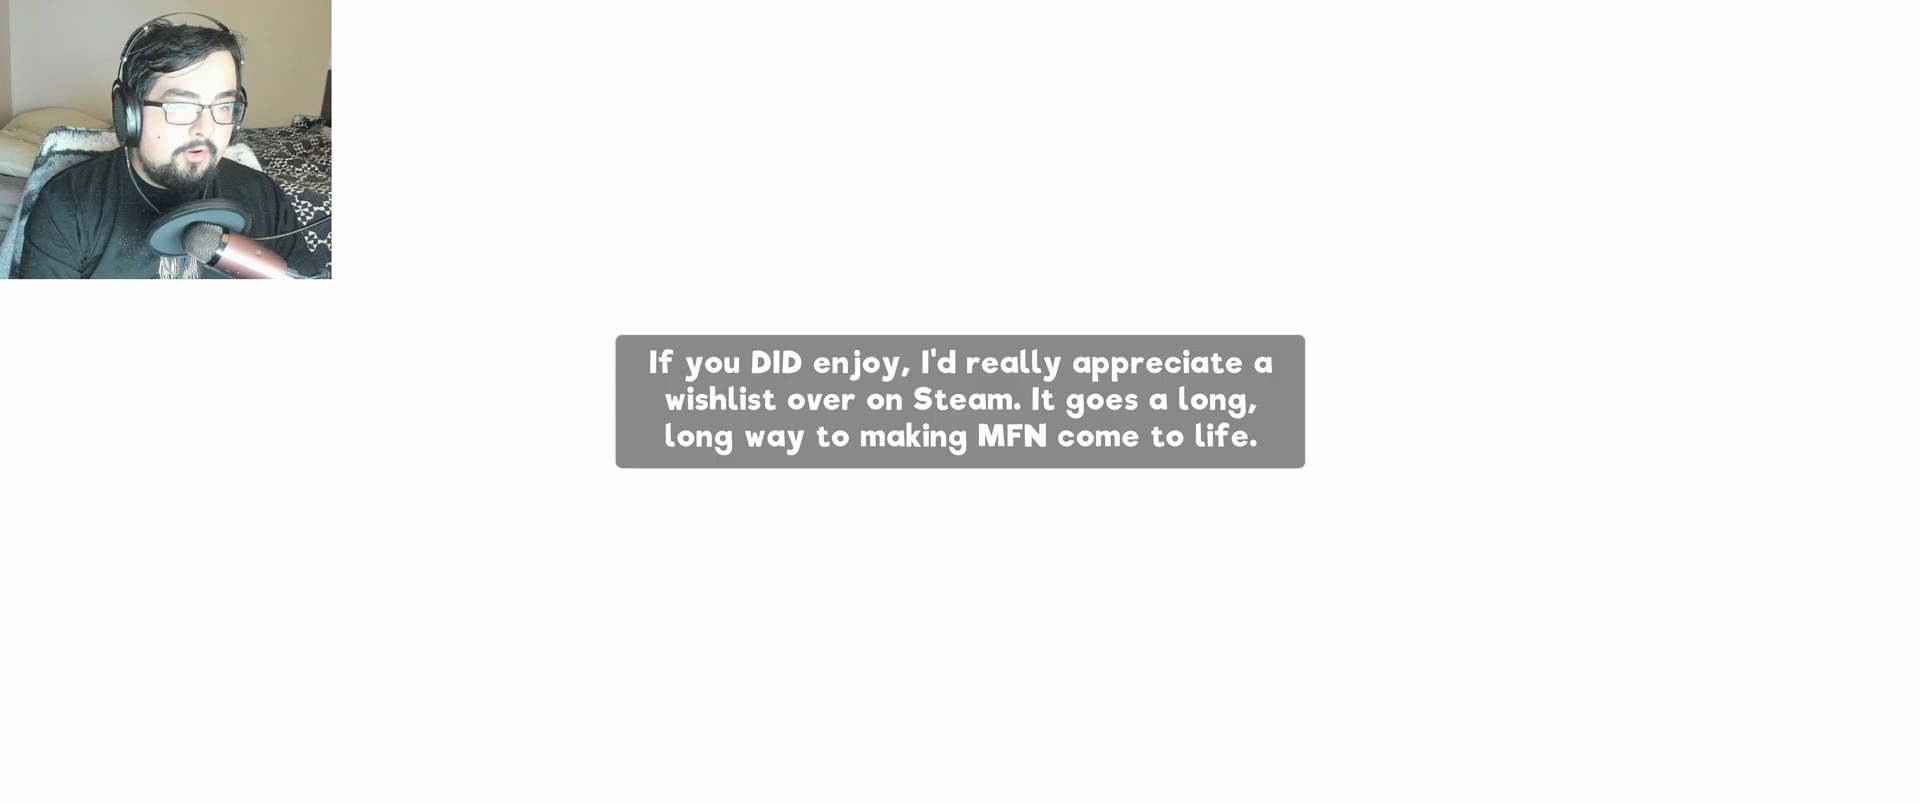 If you DID enjoy, I'd really appreciate a
wishlist over on Steam. It goes a long,
long way to making MFN come to life.